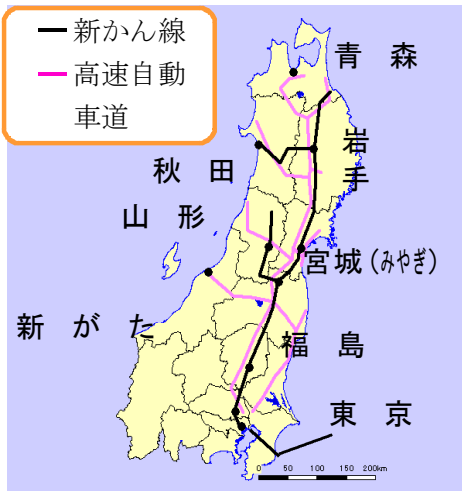 新かん線
高速自動
車道
青 森
岩
手
秋 田
山 形
宮城(みやぎ)
新 が た
福 島
東 京
0 50 100 150 200km